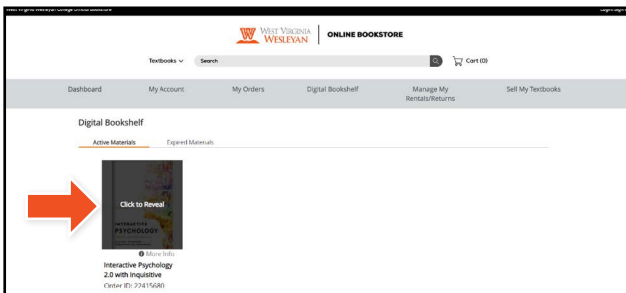 West Virginia Wesleyan College Official Bookstore
WEST VIRGINIA
WESLEYAN
ONLINE BOOKSTORE
Textbooks
Search
Cart (0)
Dashboard
My Account
My Orders
Digital Bookshelf
Manage My
Rentals/Returns
Sell My Textbooks
Digital Bookshelf
Active Materials
Expired Materials
Click to Reveal
INTERACTIVE
PSYCHOLOGY
More Info
Interactive Psychology
2.0 with Inquisitive
Order ID: 22415680